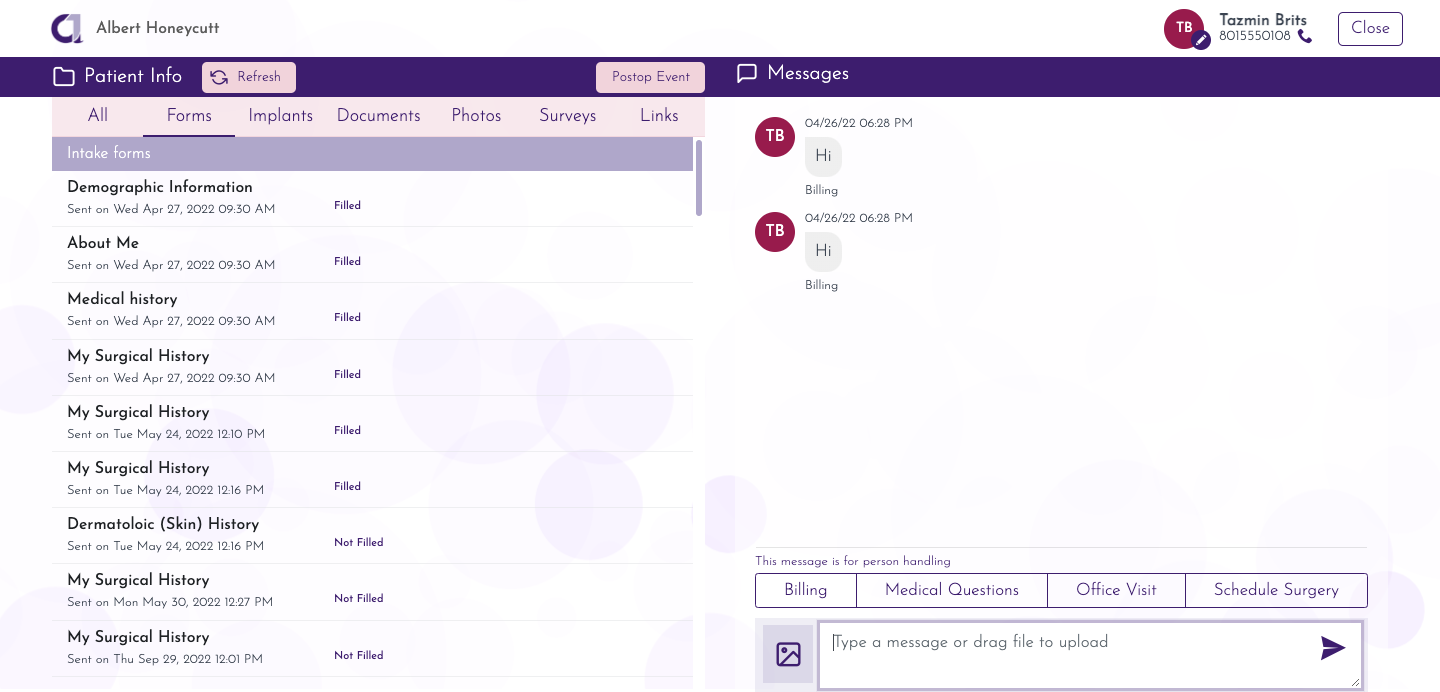 Albert Honeycutt
TB
Tazmin Brits
8015550108
Close
Patient Info
Refresh
Postop Event
Messages
All
Forms
Implants
Documents
Photos
Surveys
Links
Intake forms
Demographic Information
Sent on Wed Apr 27, 2022 09:30 AM
Filled
About Me
Sent on Wed Apr 27, 2022 09:30 AM
Filled
Medical history
Sent on Wed Apr 27, 2022 09:30 AM
Filled
My Surgical History
Sent on Wed Apr 27, 2022 09:30 AM
Filled
My Surgical History
Sent on Tue May 24, 2022 12:10 PM
Filled
My Surgical History
Sent on Tue May 24, 2022 12:16 PM
Filled
Dermatoloic (Skin) History
Sent on Tue May 24, 2022 12:16 PM
Not Filled
My Surgical History
Sent on Mon May 30, 2022 12:27 PM
Not Filled
My Surgical History
Sent on Thu Sep 29, 2022 12:01 PM
Not Filled
TB
04/26/22 06:28 PM
Hi
Billing
TB
04/26/22 06:28 PM
Hi
Billing
This message is for person handling
Billing
Medical Questions
Office Visit
Schedule Surgery
Type a message or drag file to upload